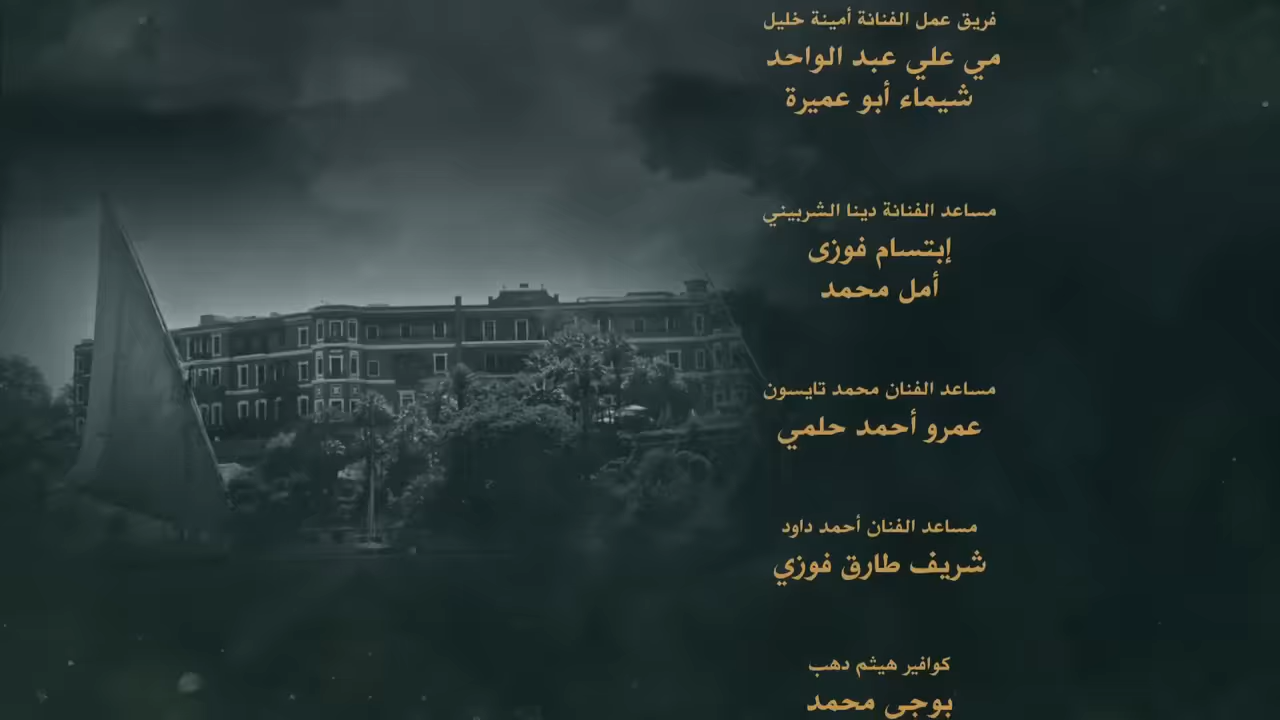 فريق عمل الفنانة أمينة خليل
مي علي عبد الواحد
شيماء أبو عميرة
مساعد الفنانة دينا الشربيني
إبتسام فوزى
أمل محمد
مساعد الفنان محمد تايسون
عمرو أحمد حلمي
مساعد الفنان أحمد داود
شريف طارق فوزي
كوافير هيثم دهب
بوجي محمد